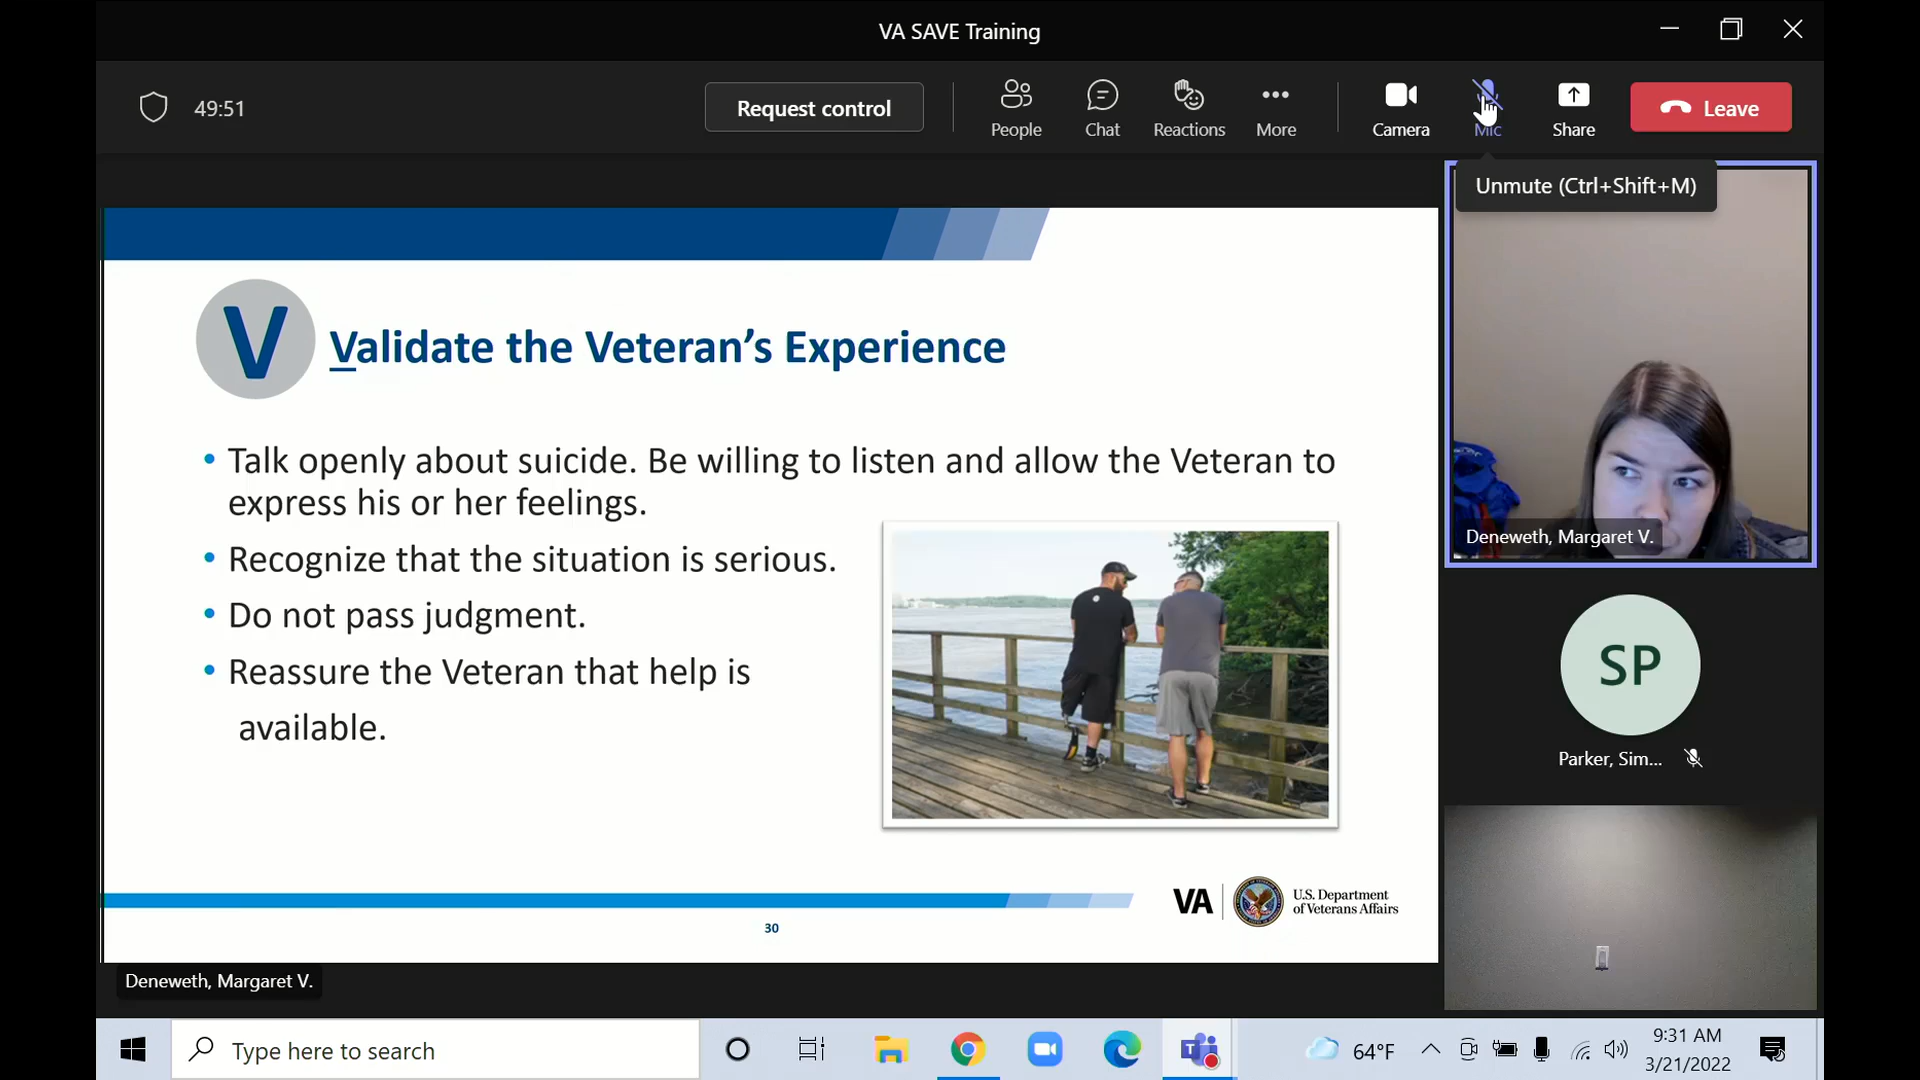 VA SAVE Training
49:51
Request control
People
Chat
Reactions
More
Camera
Mic
Share
Leave
Unmute (Ctrl+Shift+M)
V
Validate the Veteran's Experience
• Talk openly about suicide. Be willing to listen and allow the Veteran to
express his or her feelings.
• Recognize that the situation is serious.
• Do not pass judgment.
• Reassure the Veteran that help is
available.
Deneweth, Margaret V.
SP
Parker, Sim...
VA
U.S. Department
of Veterans Affairs
30
Deneweth, Margaret V.
Type here to search
64°F
9:31 AM
3/21/2022